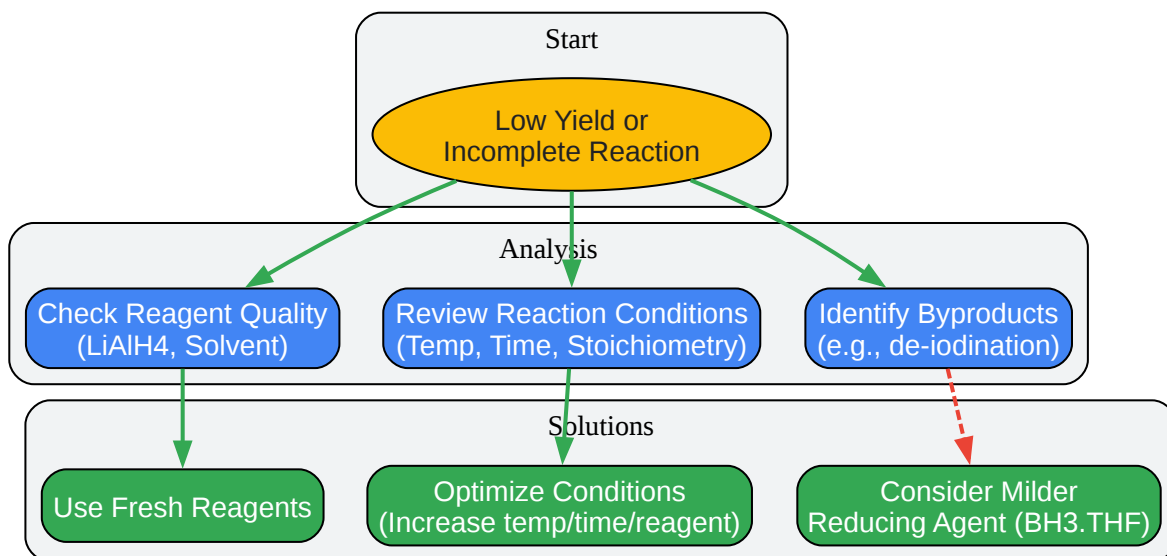 Start
Low Yield or
Incomplete Reaction
Analysis
Check Reagent Quality
(LiAlH4, Solvent)
Review Reaction Conditions
(Temp, Time, Stoichiometry)
Identify Byproducts
(e.g., de-iodination)
Solutions
Use Fresh Reagents
Optimize Conditions
(Increase temp/time/reagent)
Consider Milder
Reducing Agent (BH3.THF)